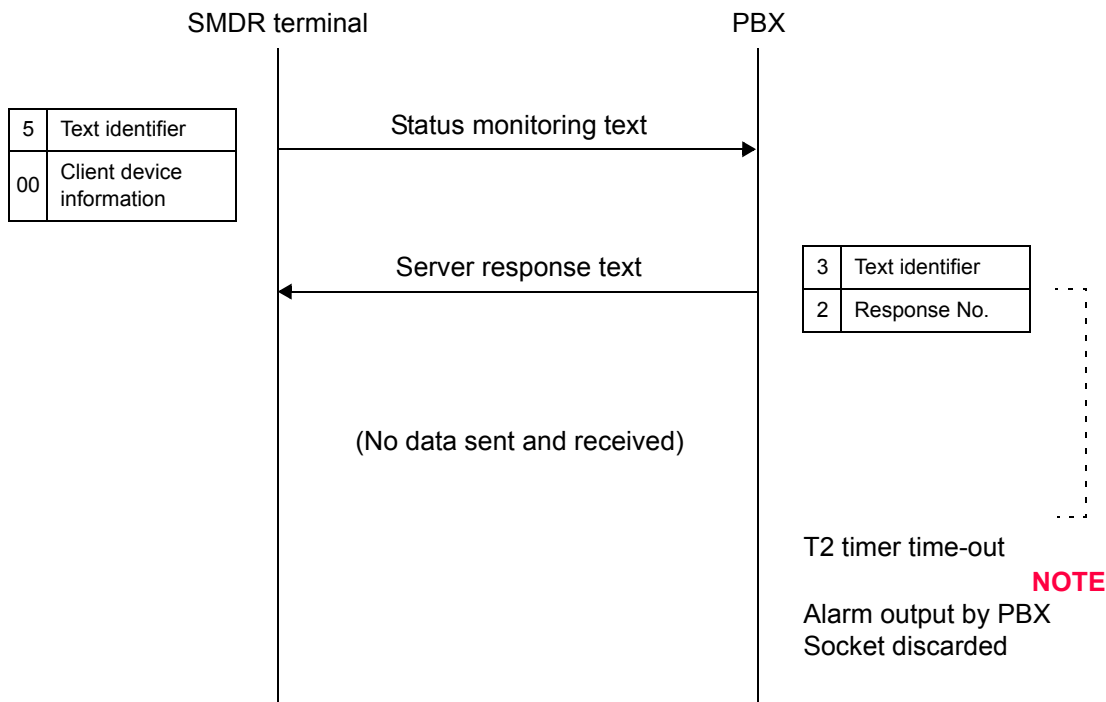 SMDR terminal
PBX
Status monitoring text
5 Text identifier
00 Client device
information
Server response text
3 Text identifier
2 Response No.
(No data sent and received)
T2 timer time-out
NOTE
Alarm output by PBX
Socket discarded